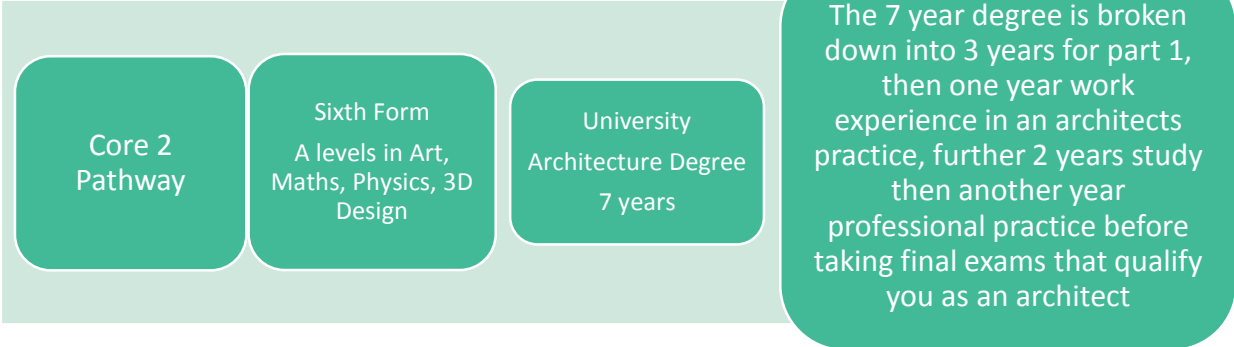 Core 2
Pathway
Sixth Form
A levels in Art,
Maths, Physics, 3D
Design
University
Architecture Degree
7 years
The 7 year degree is broken
down into 3 years for part 1,
then one year work
experience in an architects
practice, further 2 years study
then another year
professional practice before
taking final exams that qualify
you as an architect